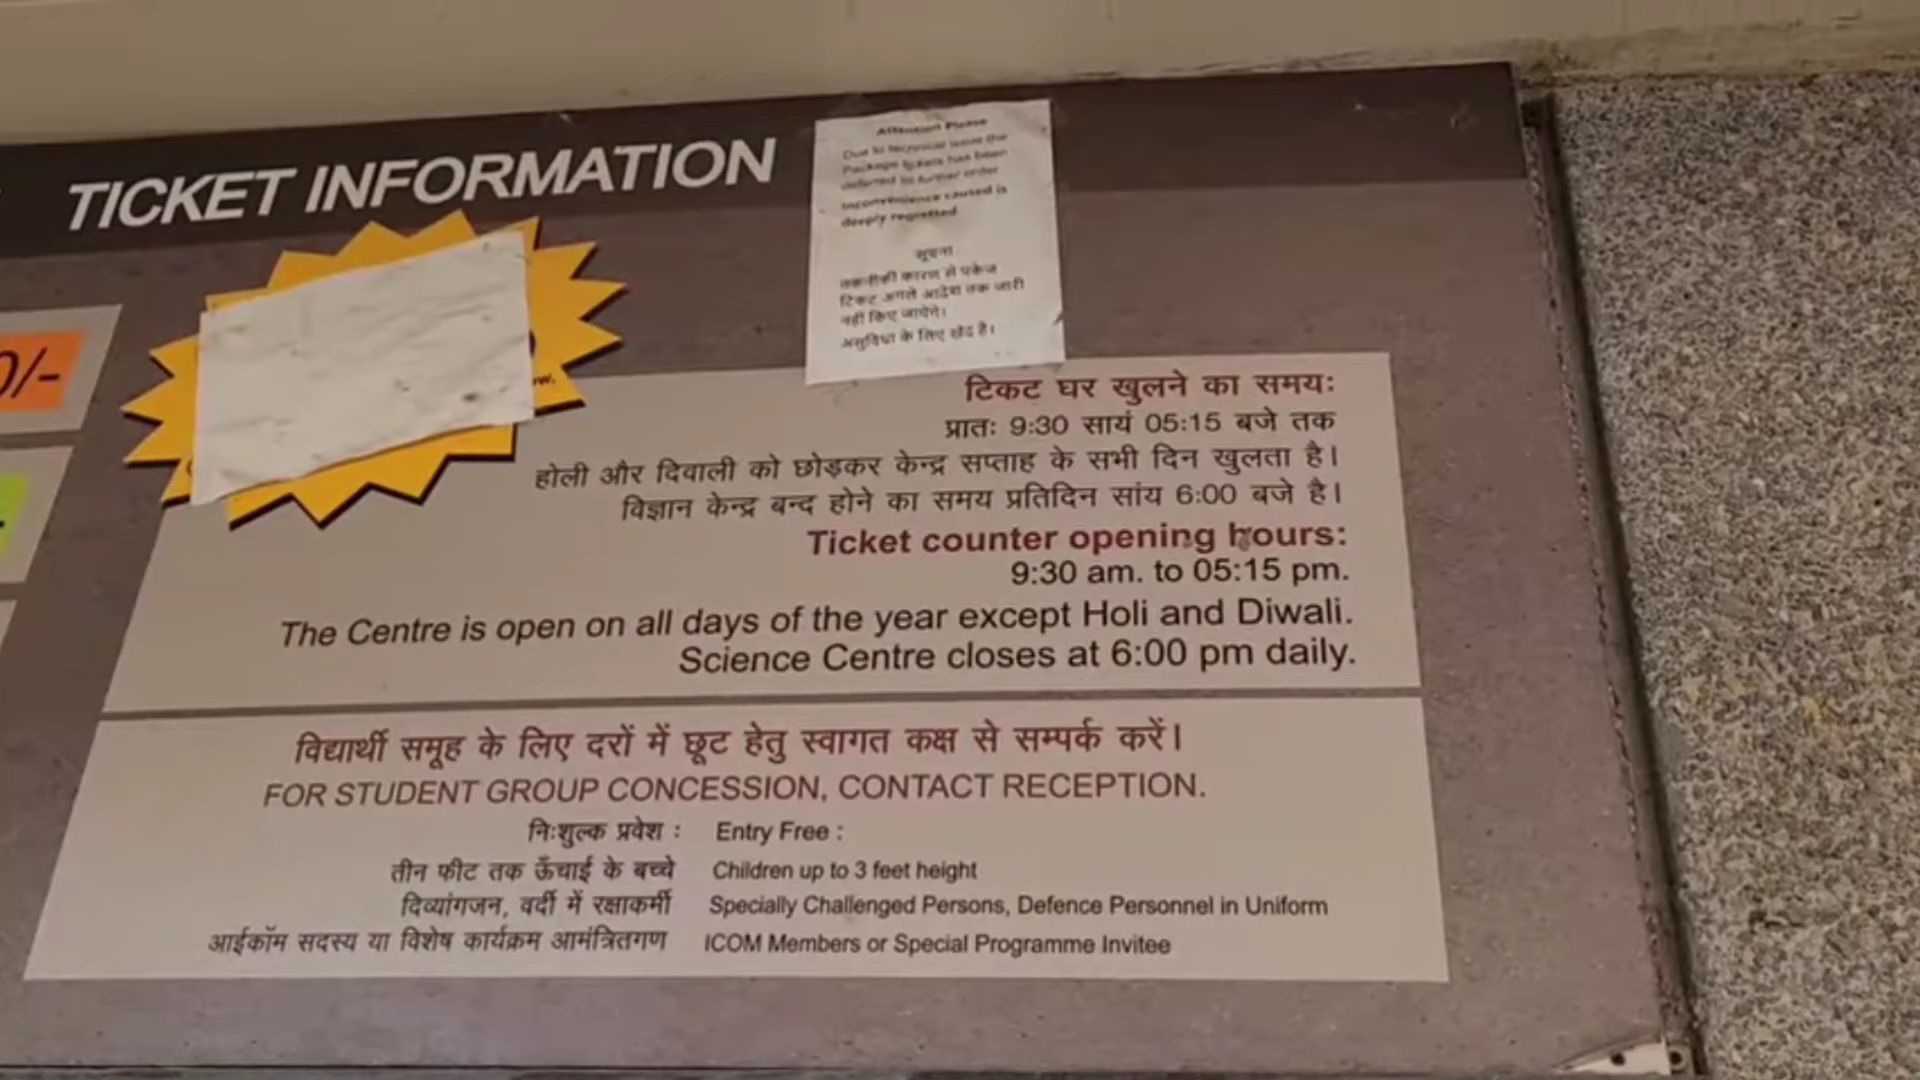 TICKET INFORMATION
Attention Please
Due to technical issue the
Package tickets has been
deferred to further order
Inconvenience caused is
deeply regretted
सूचना
तकनीकी कारण से पकेज
टिकट अगले आदेश तक जारी
नहीं किए जायेंगे।
असुविधा के लिए खेद है।
0/-
टिकट घर खुलने का समय:
प्रातः 9:30 सायं 05:15 बजे तक
होली और दिवाली को छोड़कर केन्द्र सप्ताह के सभी दिन खुलता है।
विज्ञान केन्द्र बन्द होने का समय प्रतिदिन सांय 6:00 बजे है।
Ticket counter opening hours:
9:30 am. to 05:15 pm.
The Centre is open on all days of the year except Holi and Diwali.
Science Centre closes at 6:00 pm daily.
विद्यार्थी समूह के लिए दरों में छूट हेतु स्वागत कक्ष से सम्पर्क करें।
FOR STUDENT GROUP CONCESSION, CONTACT RECEPTION.
निःशुल्क प्रवेश : Entry Free :
तीन फीट तक ऊँचाई के बच्चे Children up to 3 feet height
दिव्यांगजन, वर्दी में रक्षाकर्मी Specially Challenged Persons, Defence Personnel in Uniform
आईकॉम सदस्य या विशेष कार्यक्रम आमंत्रितगण ICOM Members or Special Programme Invitee